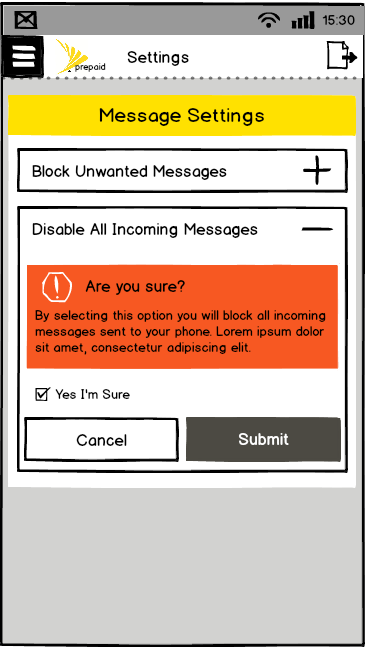 15:30
prepaid
Settings
Message Settings
Block Unwanted Messages
Disable All Incoming Messages
Are you sure?
By selecting this option you will block all incoming
messages sent to your phone. Lorem ipsum dolor
sit amet, consectetur adipiscing elit.
Yes I'm Sure
Cancel
Submit